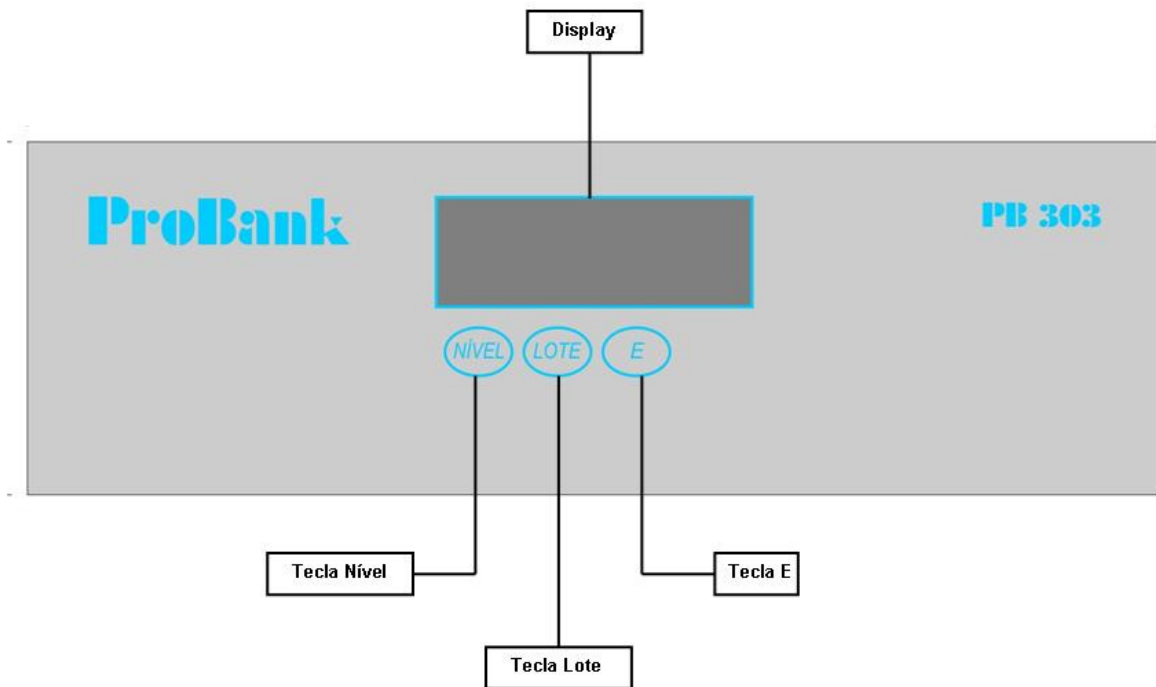 Display
ProBank
PB 303
NÍVEL LOTE E
Tecla Nível
Tecla E
Tecla Lote